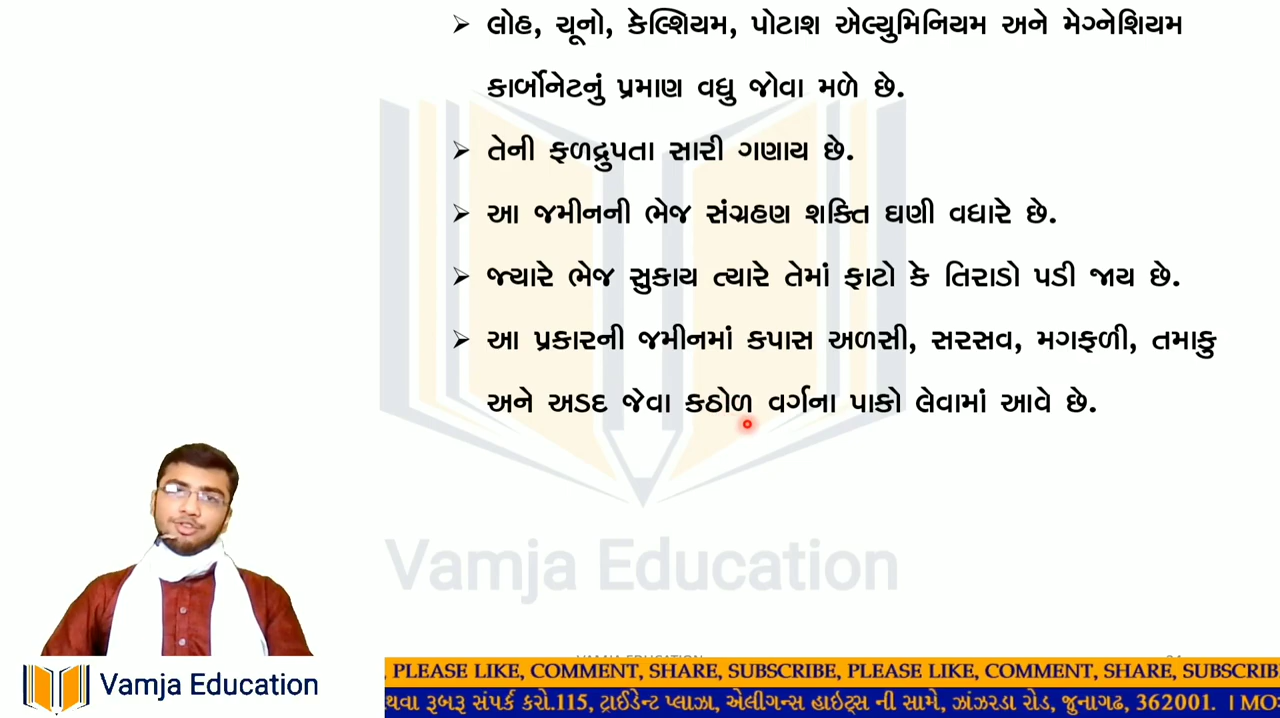 લોહ, ચૂનો, કેલ્શિયમ, પોટાશ એલ્યુમિનિયમ અને મેગ્નેશિયમ
કાર્બોનેટનું પ્રમાણ વધુ જોવા મળે છે.
તેની ફળદ્રુપતા સારી ગણાય છે.
આ જમીનની ભેજ સંગ્રહણ શક્તિ ઘણી વધારે છે.
જ્યારે ભેજ સુકાય ત્યારે તેમાં ફાટો કે તિરાડો પડી જાય છે.
આ પ્રકારની જમીનમાં કપાસ અળસી, સરસવ, મગફળી, તમાકુ
અને અડદ જેવા કઠોળ વર્ગના પાકો લેવામાં આવે છે.
Vamja Education
Vamja Education
PLEASE LIKE, COMMENT, SHARE, SUBSCRIBE, PLEASE LIKE, COMMENT, SHARE, SUBSCRIB
થવા રૂબરૂ સંપર્ક કરો.115, ટ્રાઈડેન્ટ પ્લાઝા, એલીગન્સ હાઇટ્સ ની સામે, ઝાંઝરડા રોડ, જુનાગઢ, 362001. | MO